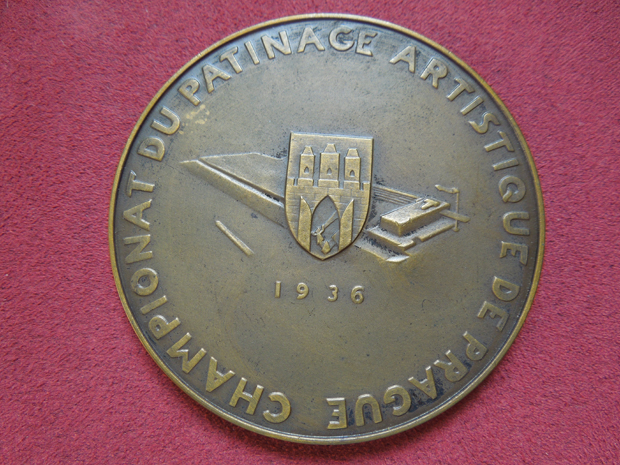 CHAMPIONAT DU PATINAGE ARTISTIQUE DE PRAGUE
1936